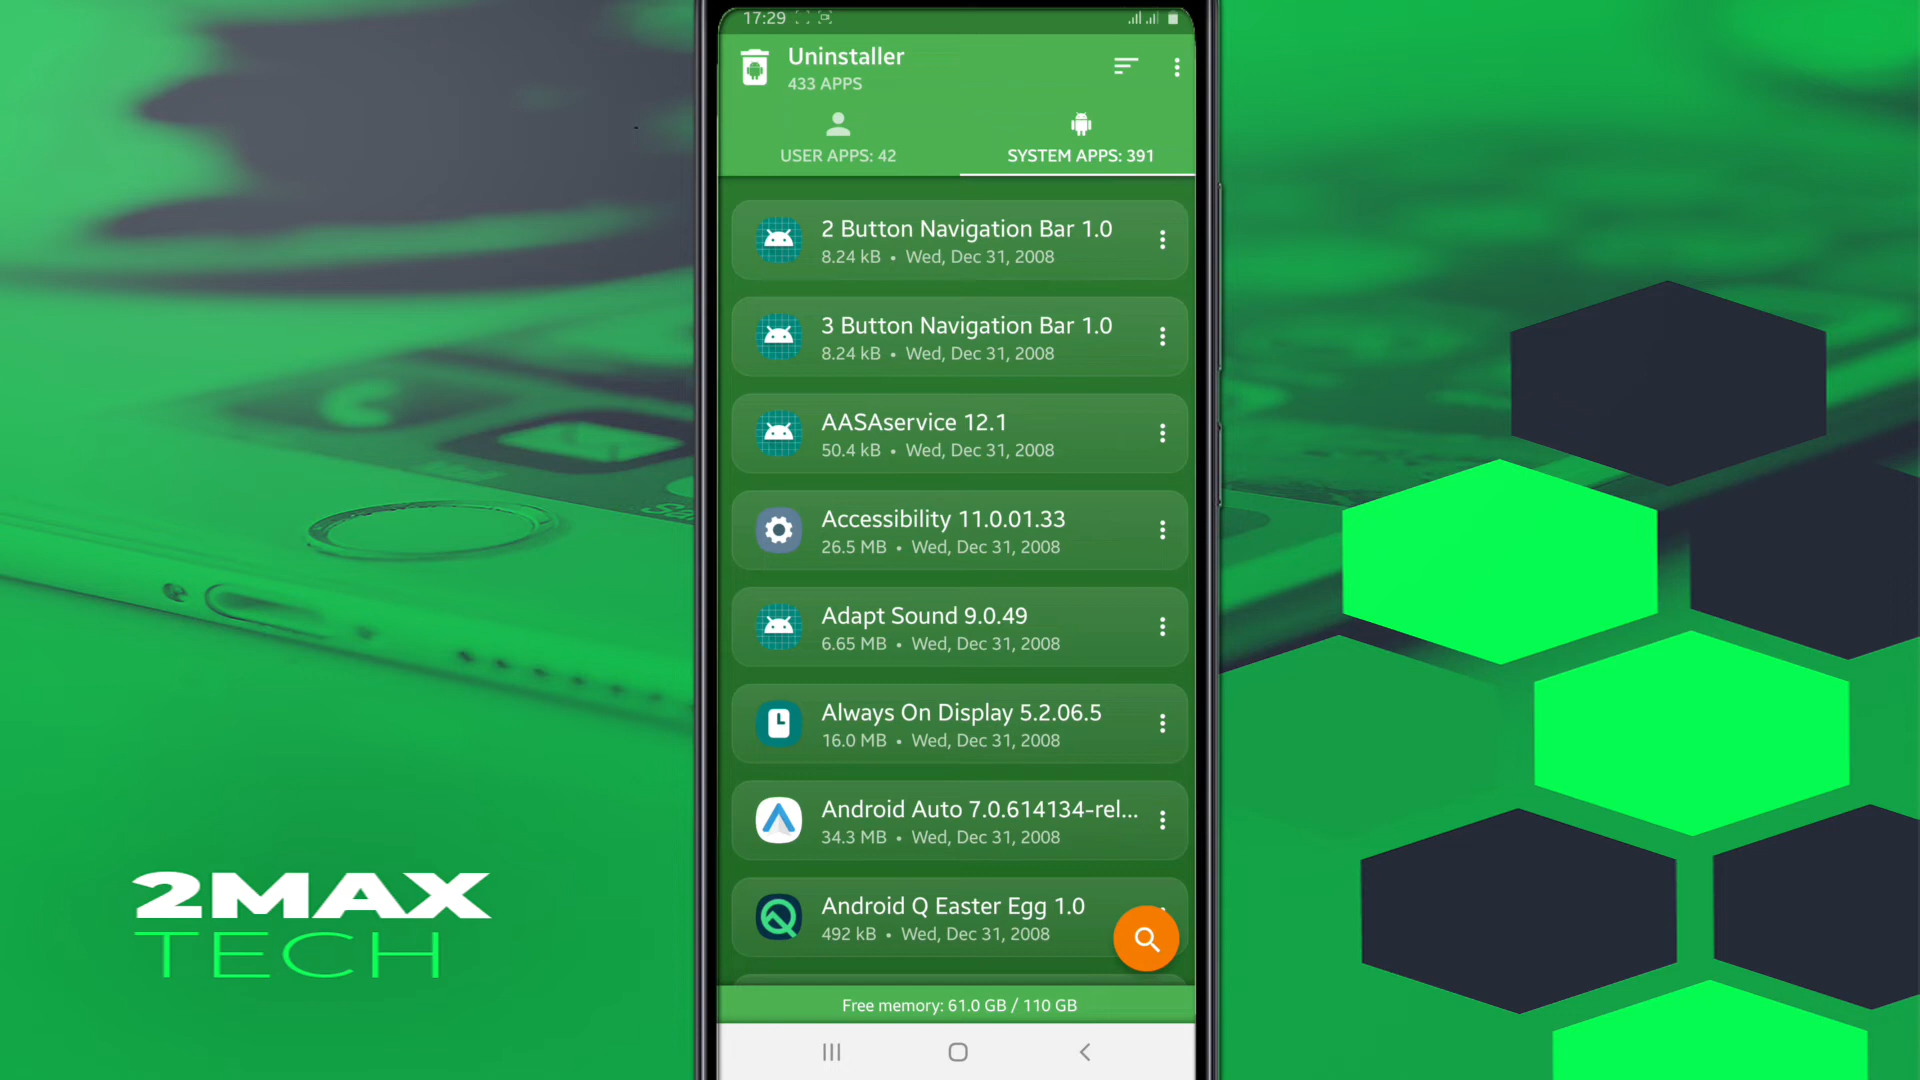 17:29
Uninstaller
433 APPS
USER APPS: 42
SYSTEM APPS: 391
2 Button Navigation Bar 1.0
8.24 kB • Wed, Dec 31, 2008
3 Button Navigation Bar 1.0
8.24 kB • Wed, Dec 31, 2008
AASAservice 12.1
50.4 kB • Wed, Dec 31, 2008
Accessibility 11.0.01.33
26.5 MB • Wed, Dec 31, 2008
Adapt Sound 9.0.49
6.65 MB • Wed, Dec 31, 2008
Always On Display 5.2.06.5
16.0 MB • Wed, Dec 31, 2008
Android Auto 7.0.614134-rel...
34.3 MB • Wed, Dec 31, 2008
Android Q Easter Egg 1.0
492 kB • Wed, Dec 31, 2008
Free memory: 61.0 GB / 110 GB
2MAX
TECH